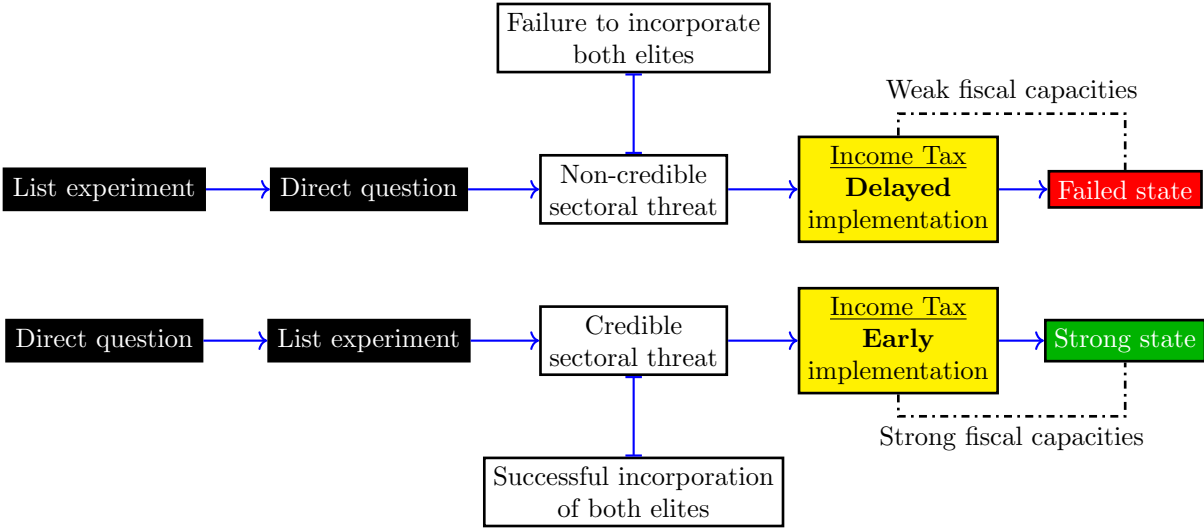 Failure to incorporate
both elites
Weak fiscal capacities
List experiment
Direct question
Non-credible
sectoral threat
Income Tax
Delayed
implementation
Failed state
Direct question
List experiment
Credible
sectoral threat
Income Tax
Early
implementation
Strong state
Strong fiscal capacities
Successful incorporation
of both elites